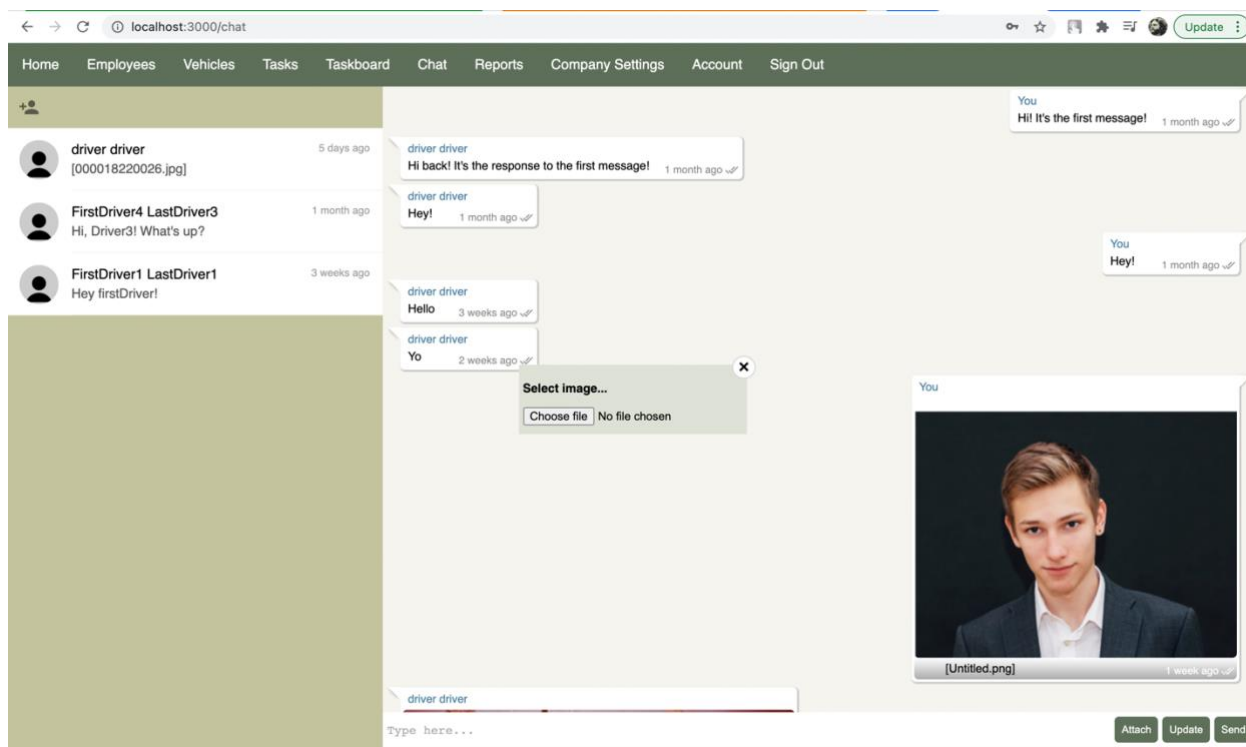 localhost:3000/chat
Update
Home Employees Vehicles Tasks Taskboard Chat Reports Company Settings Account Sign Out
driver driver 5 days ago
[000018220026.jpg]
FirstDriver4 LastDriver3 1 month ago
Hi, Driver3! What's up?
FirstDriver1 LastDriver1 3 weeks ago
Hey firstDriver!
You
Hi! It's the first message! 1 month ago
driver driver
Hi back! It's the response to the first message! 1 month ago
driver driver
Hey! 1 month ago
You
Hey! 1 month ago
driver driver
Hello 3 weeks ago
driver driver
Yo 2 weeks ago
Select image...
Choose file No file chosen
You
[Untitled.png] 1 week ago
driver driver
Type here...
Attach Update Send